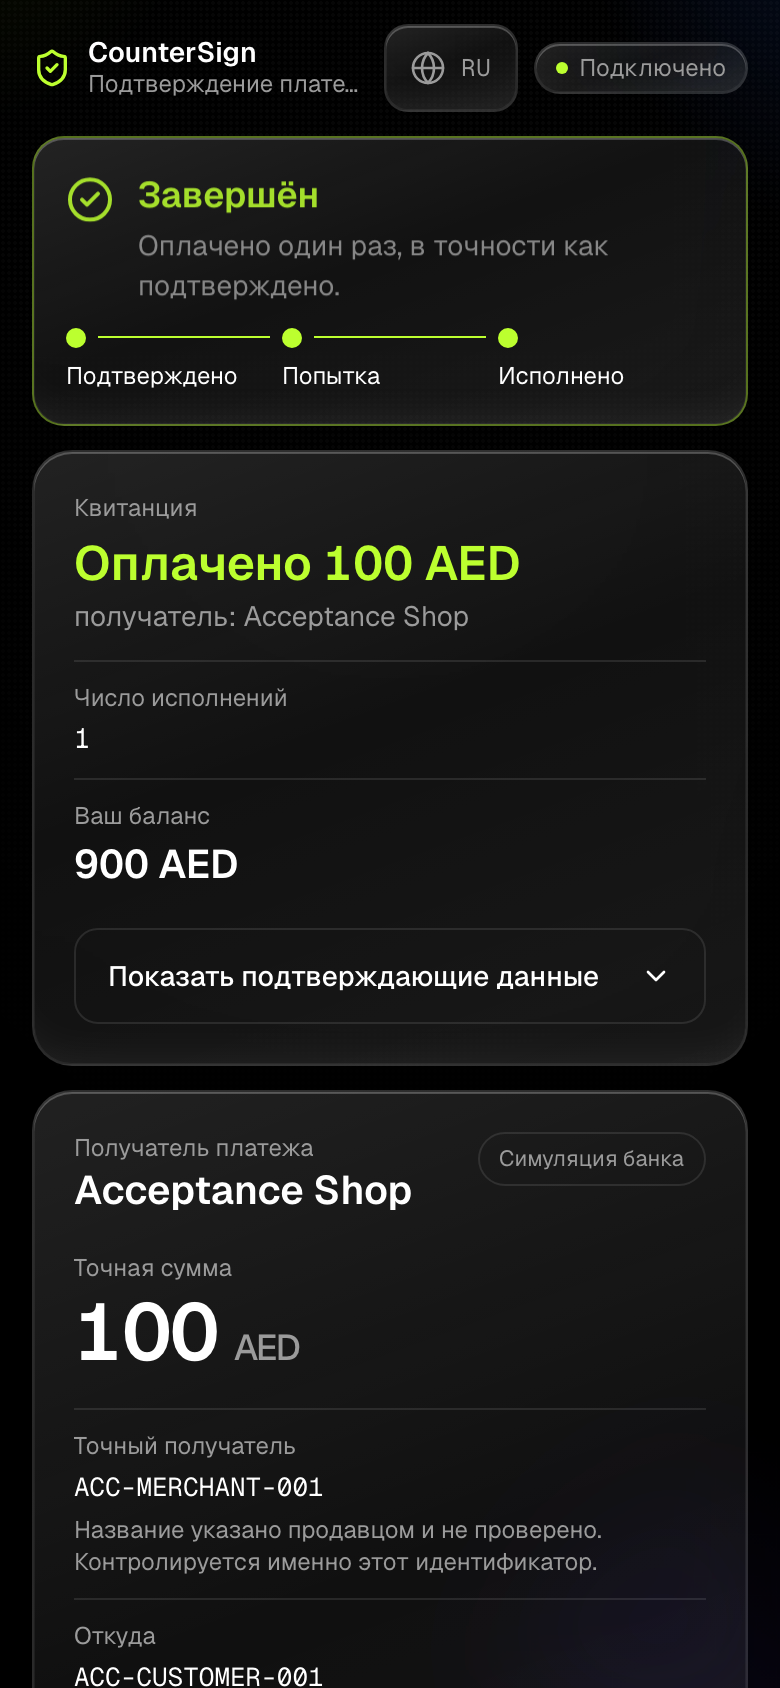 CounterSign
Подтверждение плате...
RU
Подключено
Завершён
Оплачено один раз, в точности как
подтверждено.
Подтверждено
Попытка
Исполнено
Квитанция
Оплачено 100 AED
получатель: Acceptance Shop
Число исполнений
1
Ваш баланс
900 AED
Показать подтверждающие данные
Получатель платежа
Симуляция банка
Acceptance Shop
Точная сумма
100 AED
Точный получатель
ACC-MERCHANT-001
Название указано продавцом и не проверено.
Контролируется именно этот идентификатор.
Откуда
ACC-CUSTOMER-001